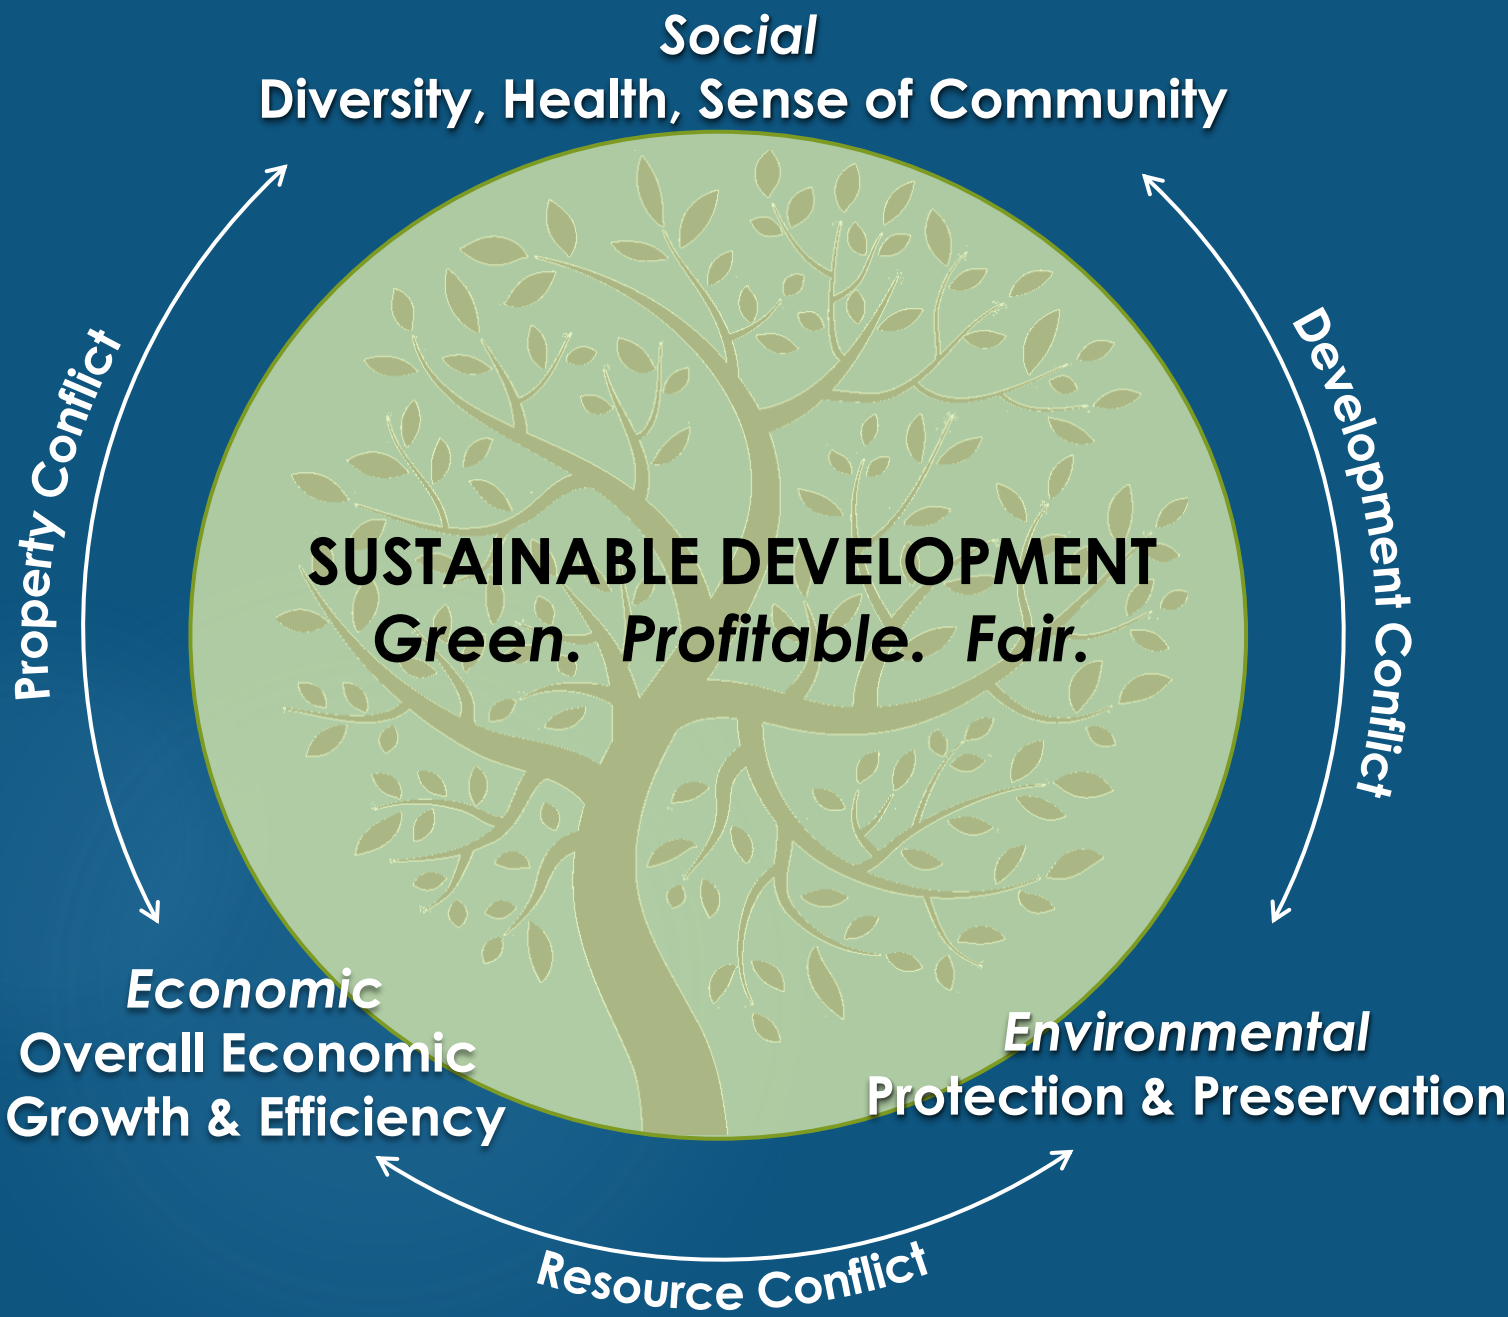 Social
Diversity, Health, Sense of Community
Property Conflict
Development Conflict
SUSTAINABLE DEVELOPMENT
Green. Profitable. Fair.
Economic
Overall Economic
Growth & Efficiency
Environmental
Protection & Preservation
Resource Conflict